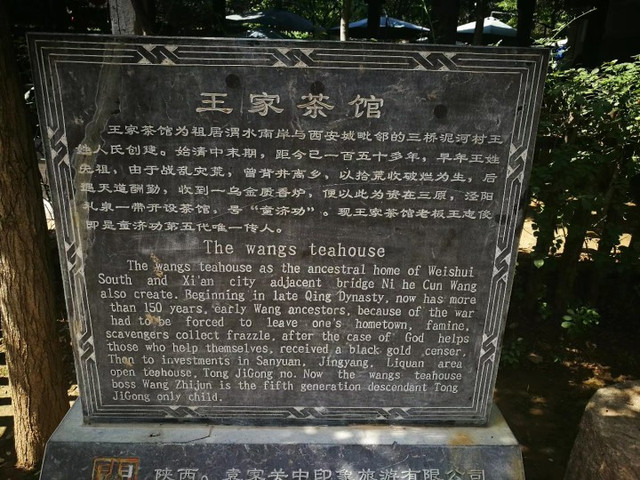 王家茶馆
王家茶馆为祖居渭水南岸与西安城毗邻的三桥泥河村王
姓人氏创建。始清中末期，距今已一百五十多年，早年王姓
先祖，由于战乱灾荒，曾背井离乡，以拾荒收破烂为生，后
遇天道酬勤，收到一乌金质香炉，便以此为资在三原，泾阳
礼泉一带开设茶馆，号“童济功”。现王家茶馆老板王志俊
即是童济功第五代唯一传人。
The wangs teahouse
The wangs teahouse as the ancestral home of Weishui
South and Xi'an city adjacent bridge Ni he Cun Wang
also create. Beginning in late Qing Dynasty, now has more
than 150 years, early Wang ancestors, because of the war
had to be forced to leave one's hometown, famine,
scavengers collect frazzle, after the case of God helps
those who help themselves, received a black gold censer.
Then to investments in Sanyuan, Jingyang, Liquan area
open teahouse, Tong JiGong no. Now the wangs teahouse
boss Wang Zhijun is the fifth generation descendant Tong
JiGong only child.
陕西。袁家关中印象旅游有限公司